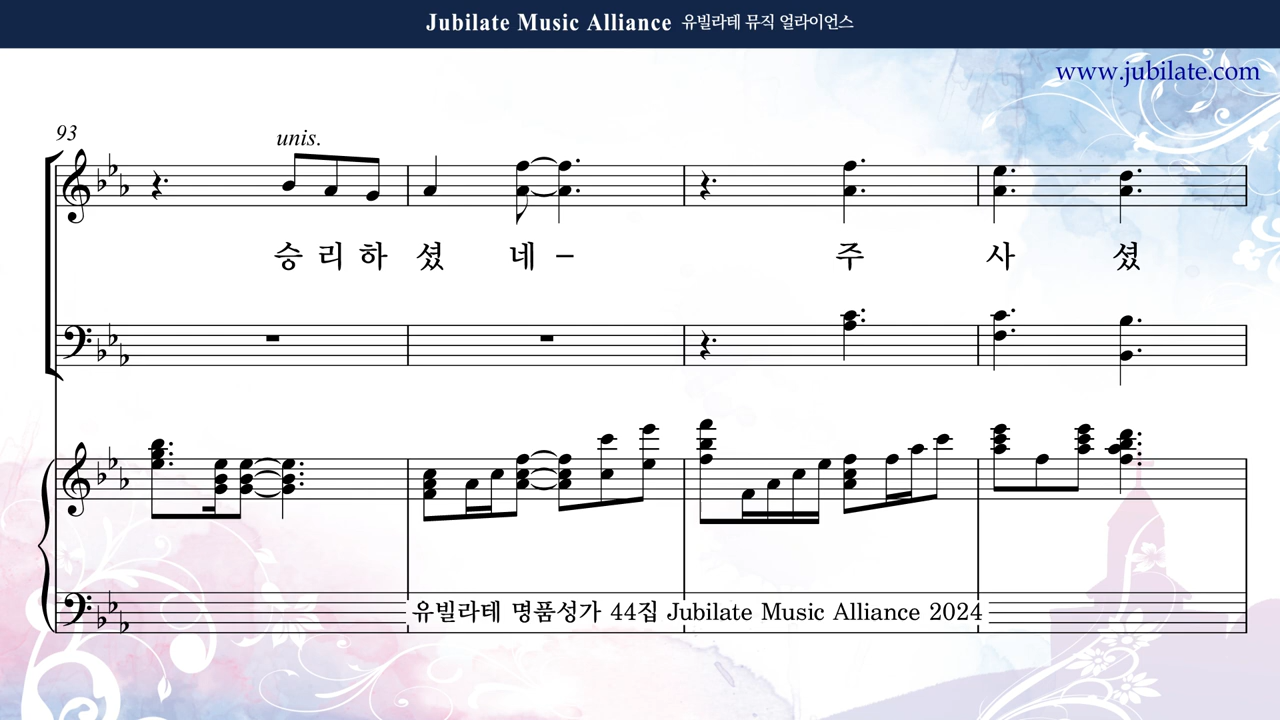 Jubilate Music Alliance 유빌라테 뮤직 얼라이언스
www.jubilate.com
93
unis.
승 리 하 셨 네 – 주 사 셨
유빌라테 명품성가 44집 Jubilate Music Alliance 2024